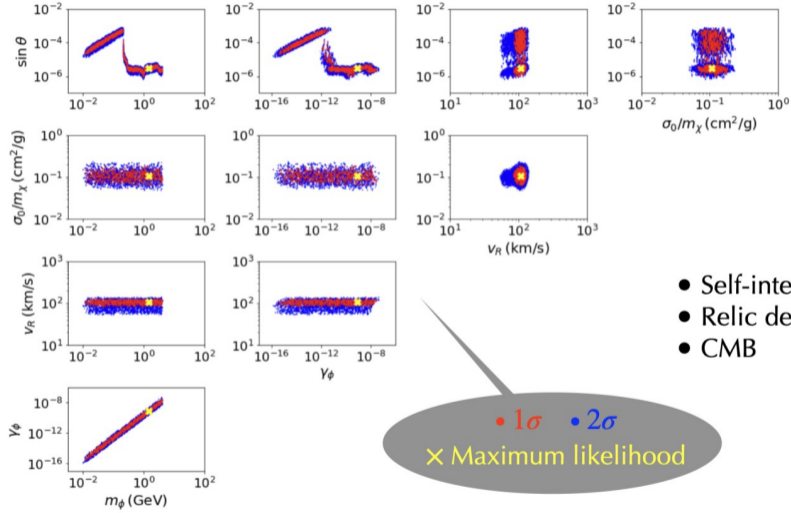 10⁻² 10⁻² 10⁻² 10⁻²
sin θ 10⁻⁴ 10⁻⁴ 10⁻⁴ 10⁻⁴
10⁻⁶ 10⁻⁶ 10⁻⁶ 10⁻⁶
10⁻² 10⁰ 10² 10⁻¹⁶ 10⁻¹² 10⁻⁸ 10¹ 10² 10³ 10⁻² 10⁻¹ 10⁰
σ₀/m_χ (cm²/g)
σ₀/m_χ (cm²/g)
10⁰ 10⁰ 10⁰
10⁻¹ 10⁻¹ 10⁻¹
10⁻² 10⁻² 10⁻²
10⁻² 10⁰ 10² 10⁻¹⁶ 10⁻¹² 10⁻⁸ 10¹ 10² 10³
v_R (km/s)
v_R (km/s)
10³ 10³
10² 10²
10¹ 10¹
10⁻² 10⁰ 10² 10⁻¹⁶ 10⁻¹² 10⁻⁸
γ_ϕ
γ_ϕ
10⁻⁸
10⁻¹²
10⁻¹⁶
10⁻² 10⁰ 10²
m_ϕ (GeV)
• Self-inte
• Relic de
• CMB
• 1σ • 2σ
× Maximum likelihood